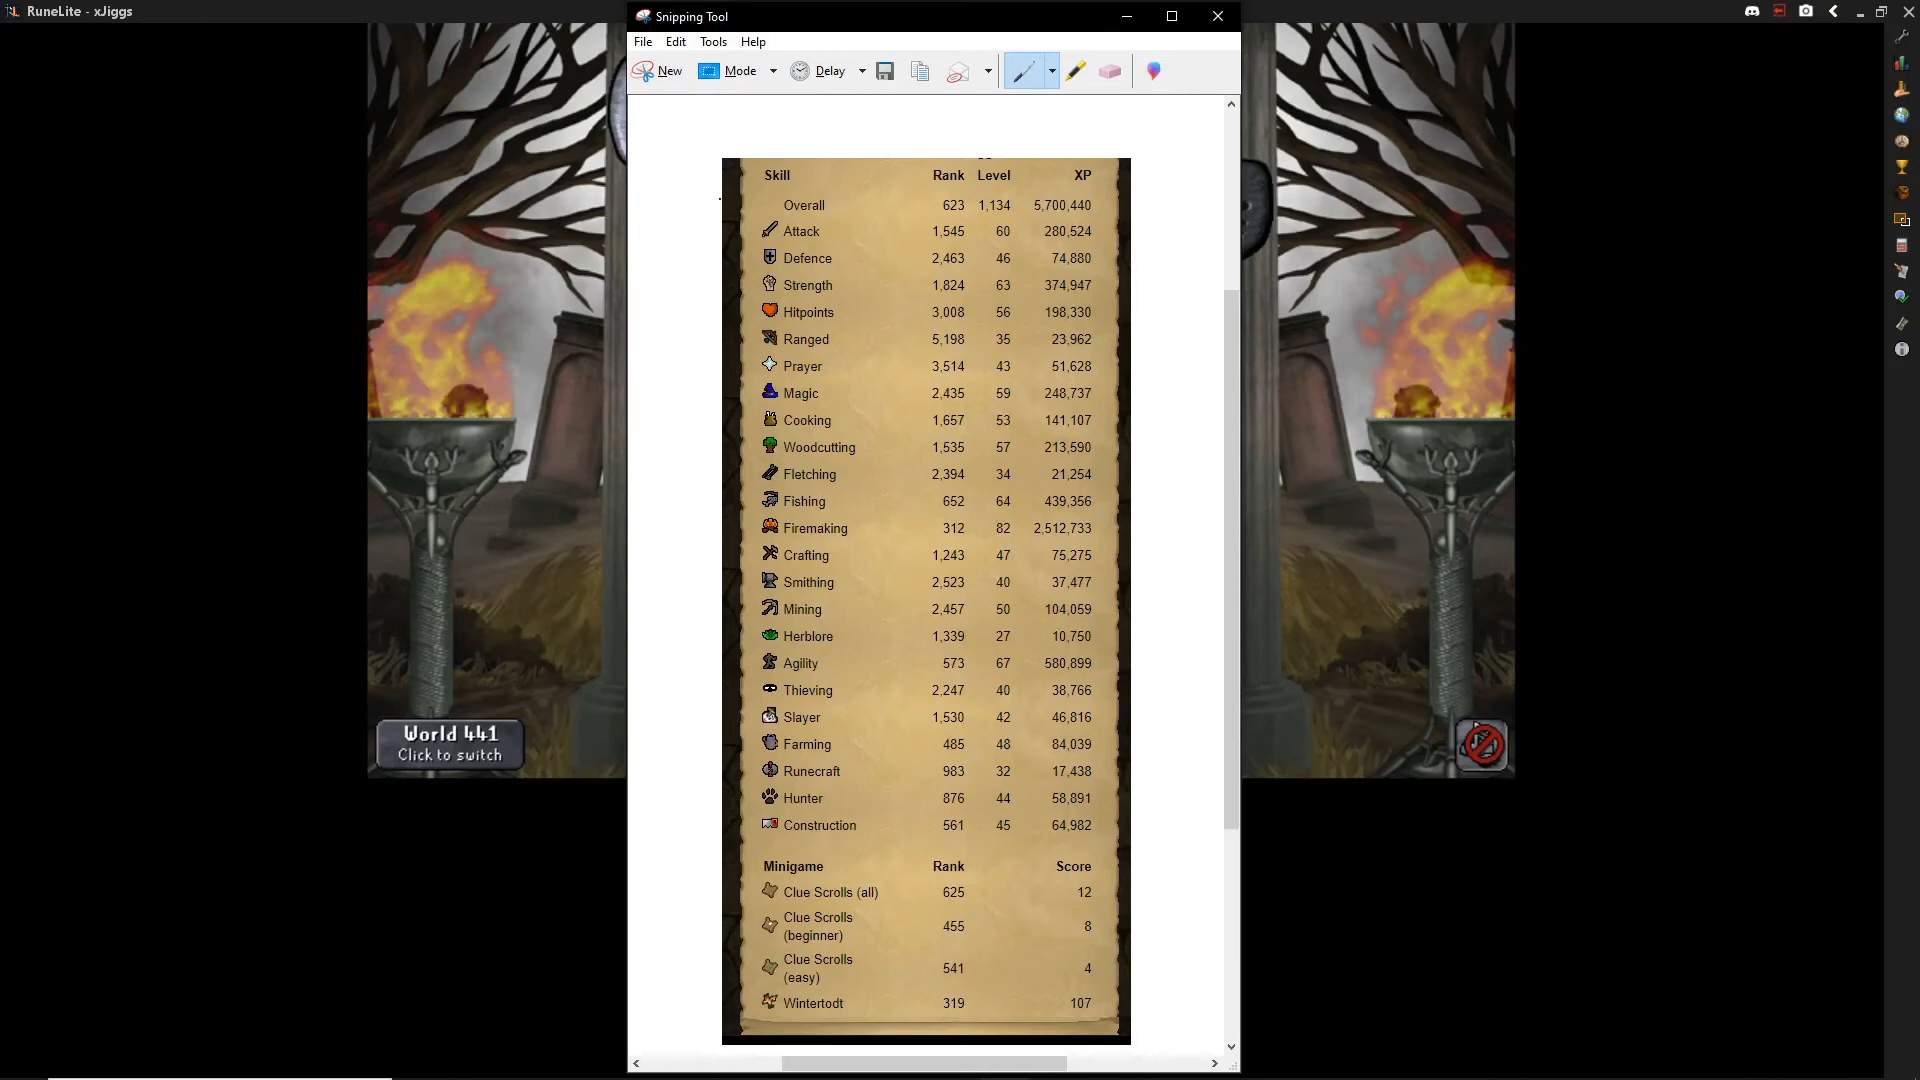 RuneLite - xJiggs
Snipping Tool
File Edit Tools Help
New Mode Delay
Skill Rank Level XP
Overall 623 1,134 5,700,440
Attack 1,545 60 280,524
Defence 2,463 46 74,880
Strength 1,824 63 374,947
Hitpoints 3,008 56 198,330
Ranged 5,198 35 23,962
Prayer 3,514 43 51,628
Magic 2,435 59 248,737
Cooking 1,657 53 141,107
Woodcutting 1,535 57 213,590
Fletching 2,394 34 21,254
Fishing 652 64 439,356
Firemaking 312 82 2,512,733
Crafting 1,243 47 75,275
Smithing 2,523 40 37,477
Mining 2,457 50 104,059
Herblore 1,339 27 10,750
Agility 573 67 580,899
Thieving 2,247 40 38,766
Slayer 1,530 42 46,816
Farming 485 48 84,039
Runecraft 983 32 17,438
Hunter 876 44 58,891
Construction 561 45 64,982
Minigame Rank Score
Clue Scrolls (all) 625 12
Clue Scrolls
(beginner) 455 8
Clue Scrolls
(easy) 541 4
Wintertodt 319 107
World 441
Click to switch